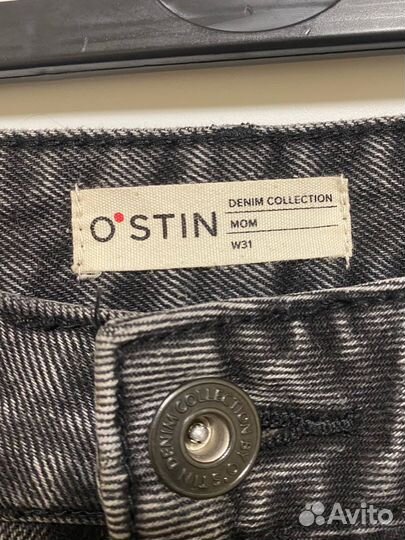 O'STIN
DENIM COLLECTION
MOM
W31
DENIM COLLECTION BY O'STIN
Avito